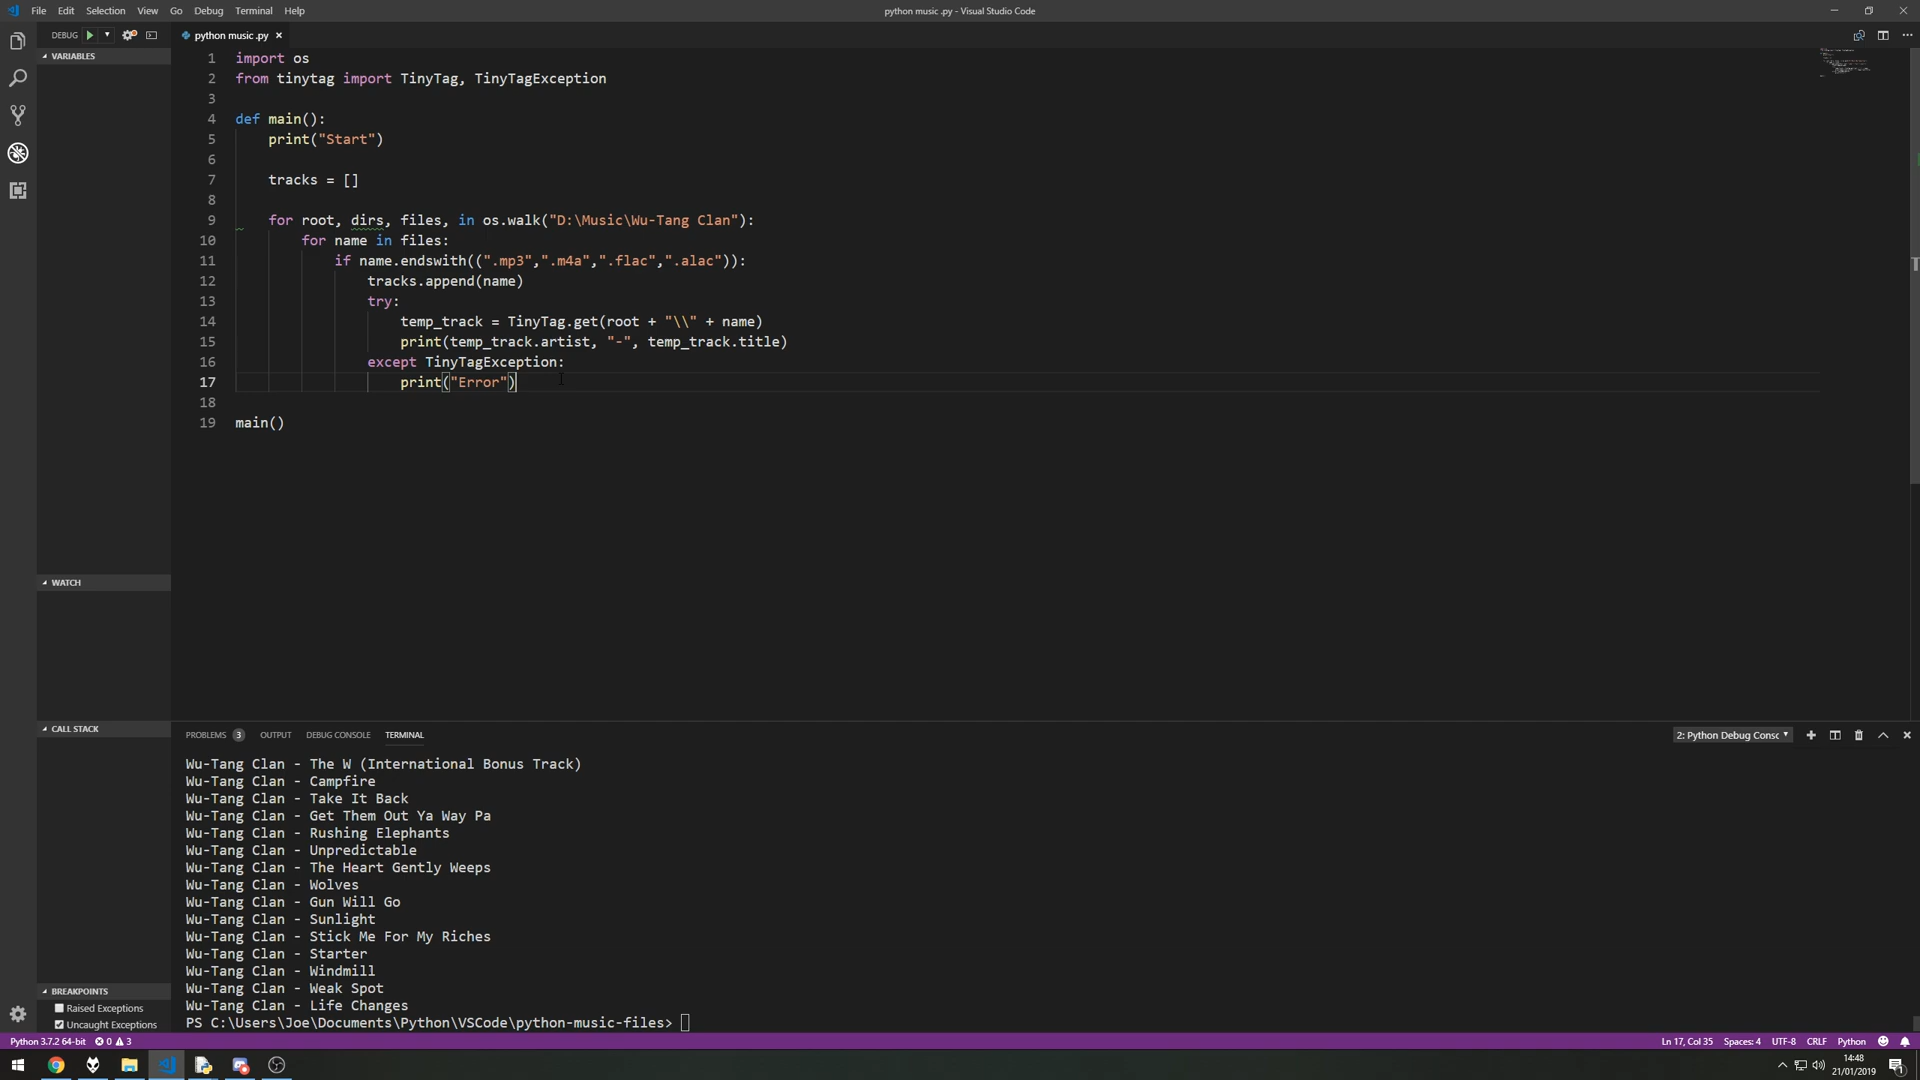 File Edit Selection View Go Debug Terminal Help
python music .py - Visual Studio Code
DEBUG
python music .py
VARIABLES
1 import os
2 from tinytag import TinyTag, TinyTagException
3
4 def main():
5 print("Start")
6
7 tracks = []
8
9 for root, dirs, files, in os.walk("D:\Music\Wu-Tang Clan"):
10 for name in files:
11 if name.endswith((".mp3",".m4a",".flac",".alac")):
12 tracks.append(name)
13 try:
14 temp_track = TinyTag.get(root + "\\" + name)
15 print(temp_track.artist, "-", temp_track.title)
16 except TinyTagException:
17 print("Error")
18
19 main()
WATCH
CALL STACK
PROBLEMS 3 OUTPUT DEBUG CONSOLE TERMINAL
2: Python Debug Consc
Wu-Tang Clan - The W (International Bonus Track)
Wu-Tang Clan - Campfire
Wu-Tang Clan - Take It Back
Wu-Tang Clan - Get Them Out Ya Way Pa
Wu-Tang Clan - Rushing Elephants
Wu-Tang Clan - Unpredictable
Wu-Tang Clan - The Heart Gently Weeps
Wu-Tang Clan - Wolves
Wu-Tang Clan - Gun Will Go
Wu-Tang Clan - Sunlight
Wu-Tang Clan - Stick Me For My Riches
Wu-Tang Clan - Starter
Wu-Tang Clan - Windmill
Wu-Tang Clan - Weak Spot
Wu-Tang Clan - Life Changes
PS C:\Users\Joe\Documents\Python\VSCode\python-music-files>
BREAKPOINTS
Raised Exceptions
Uncaught Exceptions
Python 3.7.2 64-bit 0 3
Ln 17, Col 35 Spaces: 4 UTF-8 CRLF Python
14:48
21/01/2019